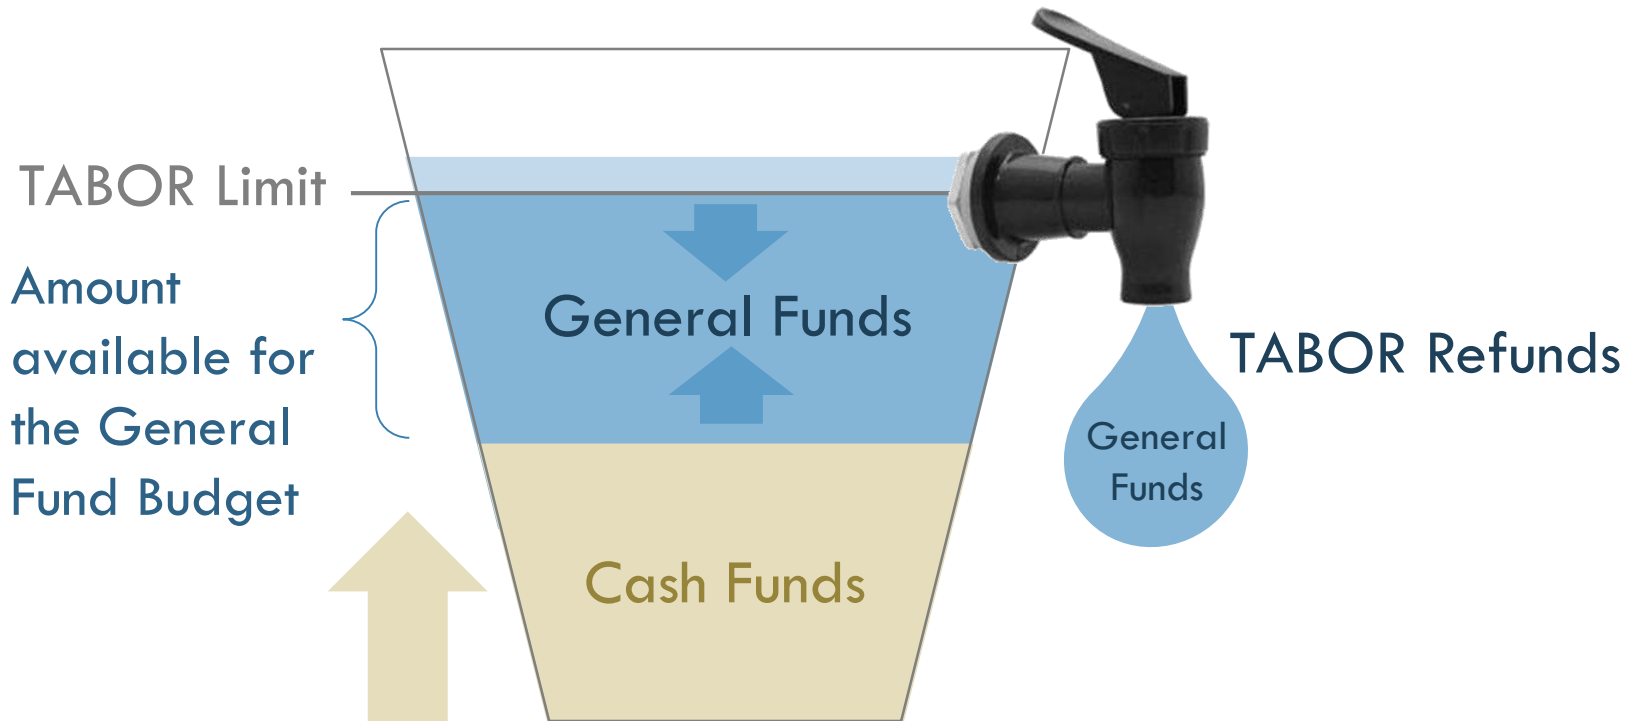 TABOR Limit
Amount
available for
the General
Fund Budget
General Funds
Cash Funds
TABOR Refunds
General
Funds